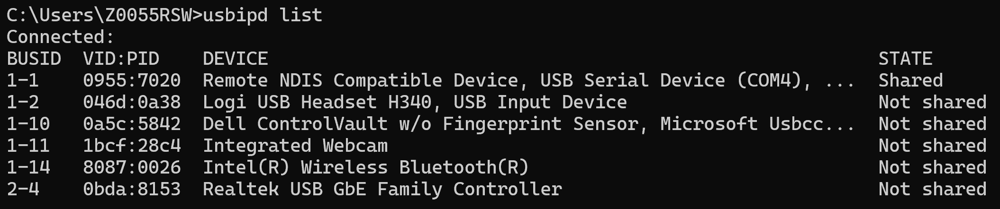 C:\Users\Z0055RSW>usbipd list
Connected:
BUSID  VID:PID    DEVICE                                                        STATE
1-1    0955:7020  Remote NDIS Compatible Device, USB Serial Device (COM4), ...  Shared
1-2    046d:0a38  Logi USB Headset H340, USB Input Device                       Not shared
1-10   0a5c:5842  Dell ControlVault w/o Fingerprint Sensor, Microsoft Usbcc...  Not shared
1-11   1bcf:28c4  Integrated Webcam                                             Not shared
1-14   8087:0026  Intel(R) Wireless Bluetooth(R)                                Not shared
2-4    0bda:8153  Realtek USB GbE Family Controller                             Not shared